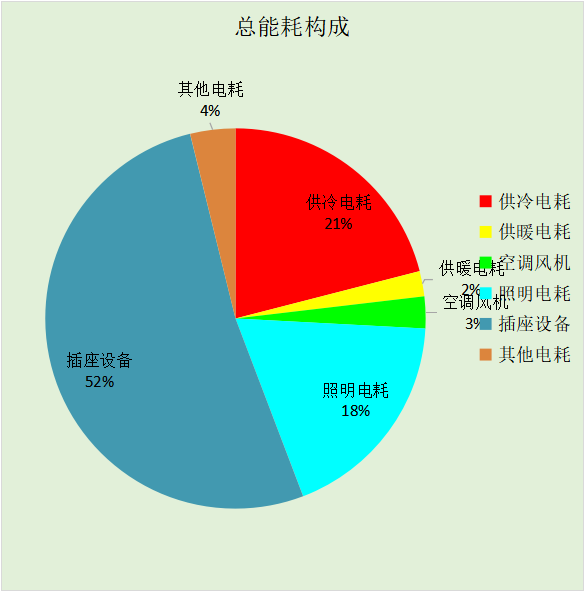 总能耗构成
其他电耗
4%
供冷电耗
21%
供暖电耗
2%
空调风机
3%
照明电耗
18%
插座设备
52%
供冷电耗
供暖电耗
空调风机
照明电耗
插座设备
其他电耗